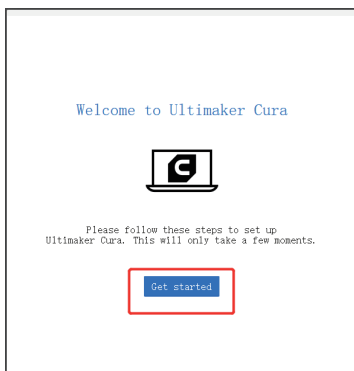 Welcome to Ultimaker Cura
C
Please follow these steps to set up
Ultimaker Cura. This will only take a few moments.
Get started